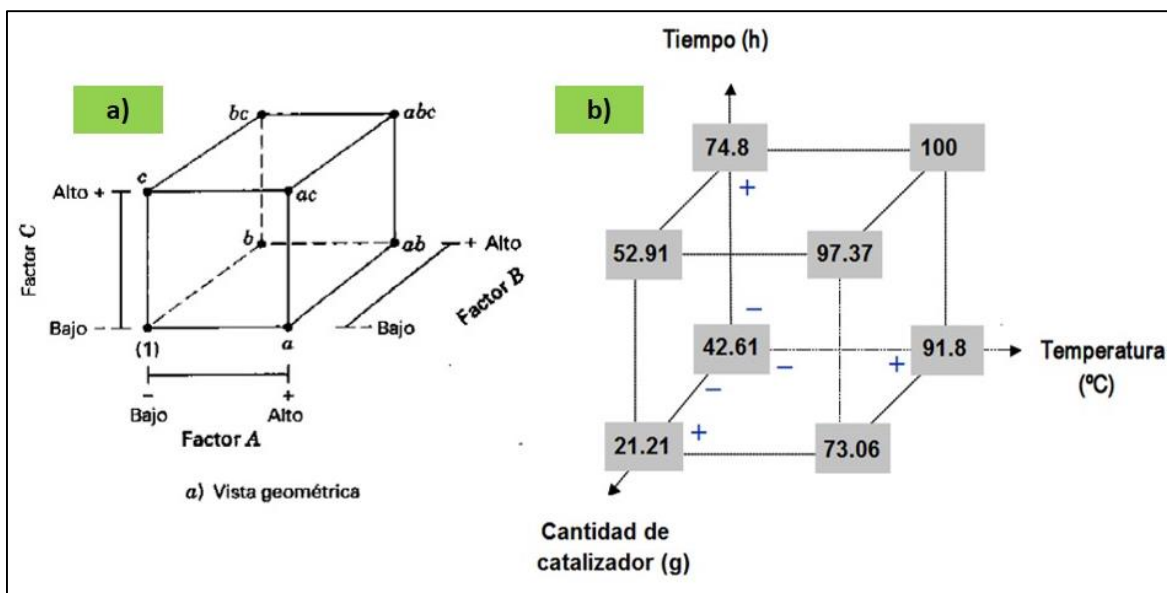 a)
bc
abc
c
Alto +
ac
Factor C
b
ab
+ Alto
Factor B
Bajo –
Bajo
(1)
a
–
+
Bajo
Alto
Factor A
a) Vista geométrica
b)
Tiempo (h)
74.8
100
+
52.91
97.37
–
42.61
–
+
91.8
Temperatura
(ºC)
–
21.21
+
73.06
Cantidad de
catalizador (g)